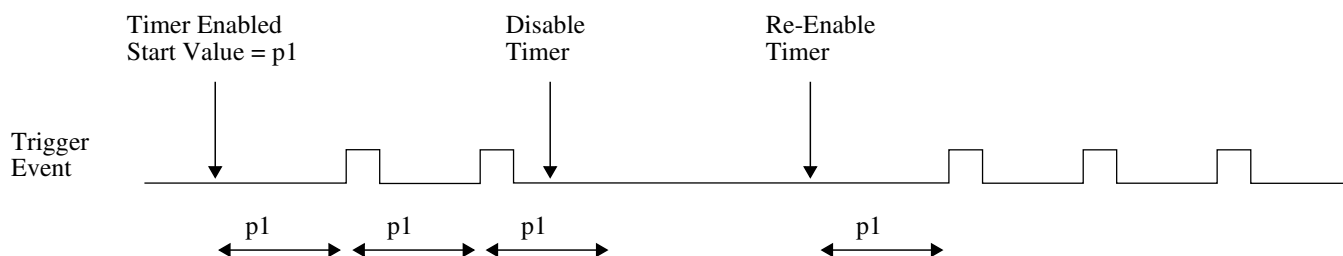 Timer Enabled
Start Value = p1
Disable
Timer
Re-Enable
Timer
Trigger
Event
p1
p1
p1
p1